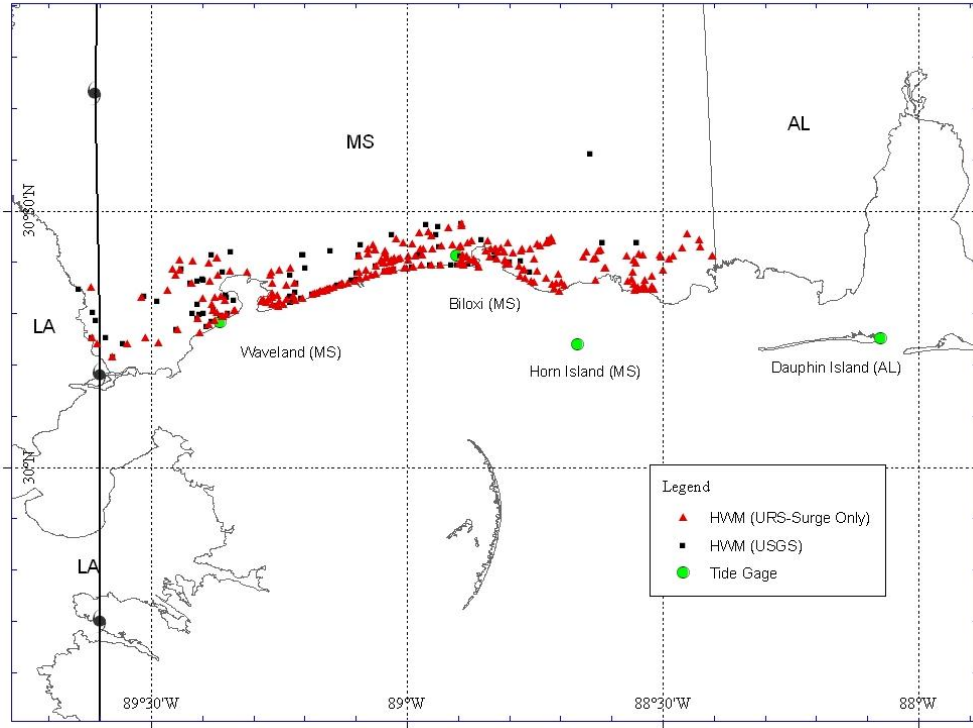 MS
AL
30°30'N
LA
Biloxi (MS)
Waveland (MS)
Horn Island (MS)
Dauphin Island (AL)
30°N
Legend
HWM (URS-Surge Only)
HWM (USGS)
Tide Gage
LA
89°30'W
89°W
88°30'W
88°W